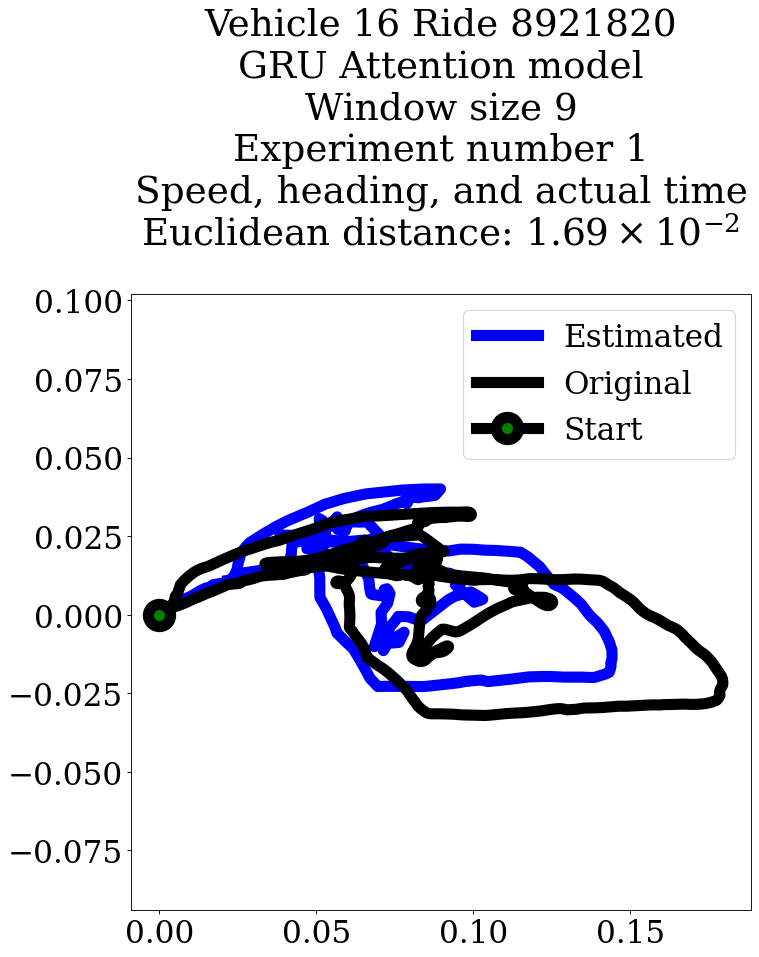 Vehicle 16 Ride 8921820
GRU Attention model
Window size 9
Experiment number 1
Speed, heading, and actual time
Euclidean distance: 1.69 × 10⁻²
Estimated
Original
Start
0.100
0.075
0.050
0.025
0.000
−0.025
−0.050
−0.075
0.00 0.05 0.10 0.15